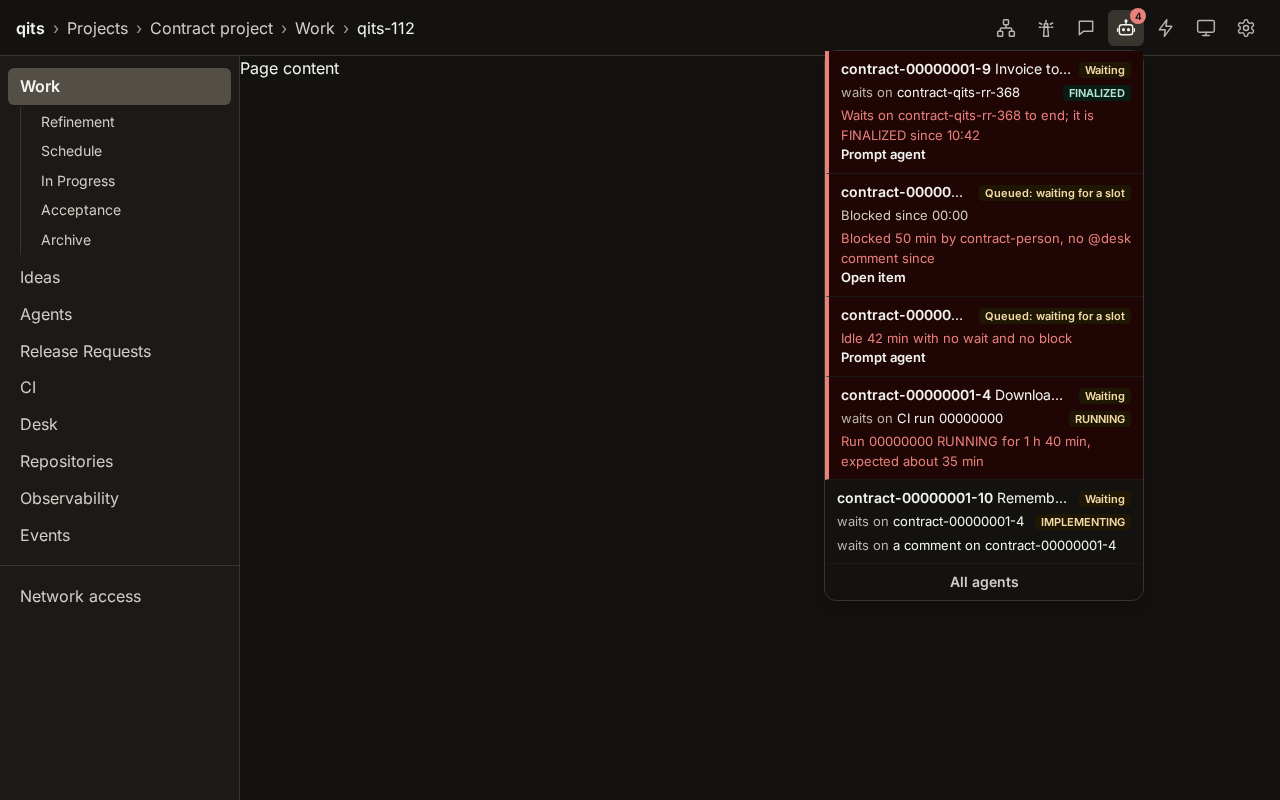 qits › Projects › Contract project › Work › qits-112
4
Work
Refinement
Schedule
In Progress
Acceptance
Archive
Ideas
Agents
Release Requests
CI
Desk
Repositories
Observability
Events
Network access
Page content
contract-00000001-9 Invoice to... Waiting
waits on contract-qits-rr-368 FINALIZED
Waits on contract-qits-rr-368 to end; it is
FINALIZED since 10:42
Prompt agent
contract-00000... Queued: waiting for a slot
Blocked since 00:00
Blocked 50 min by contract-person, no @desk
comment since
Open item
contract-00000... Queued: waiting for a slot
Idle 42 min with no wait and no block
Prompt agent
contract-00000001-4 Downloa... Waiting
waits on CI run 00000000 RUNNING
Run 00000000 RUNNING for 1 h 40 min,
expected about 35 min
contract-00000001-10 Rememb... Waiting
waits on contract-00000001-4 IMPLEMENTING
waits on a comment on contract-00000001-4
All agents